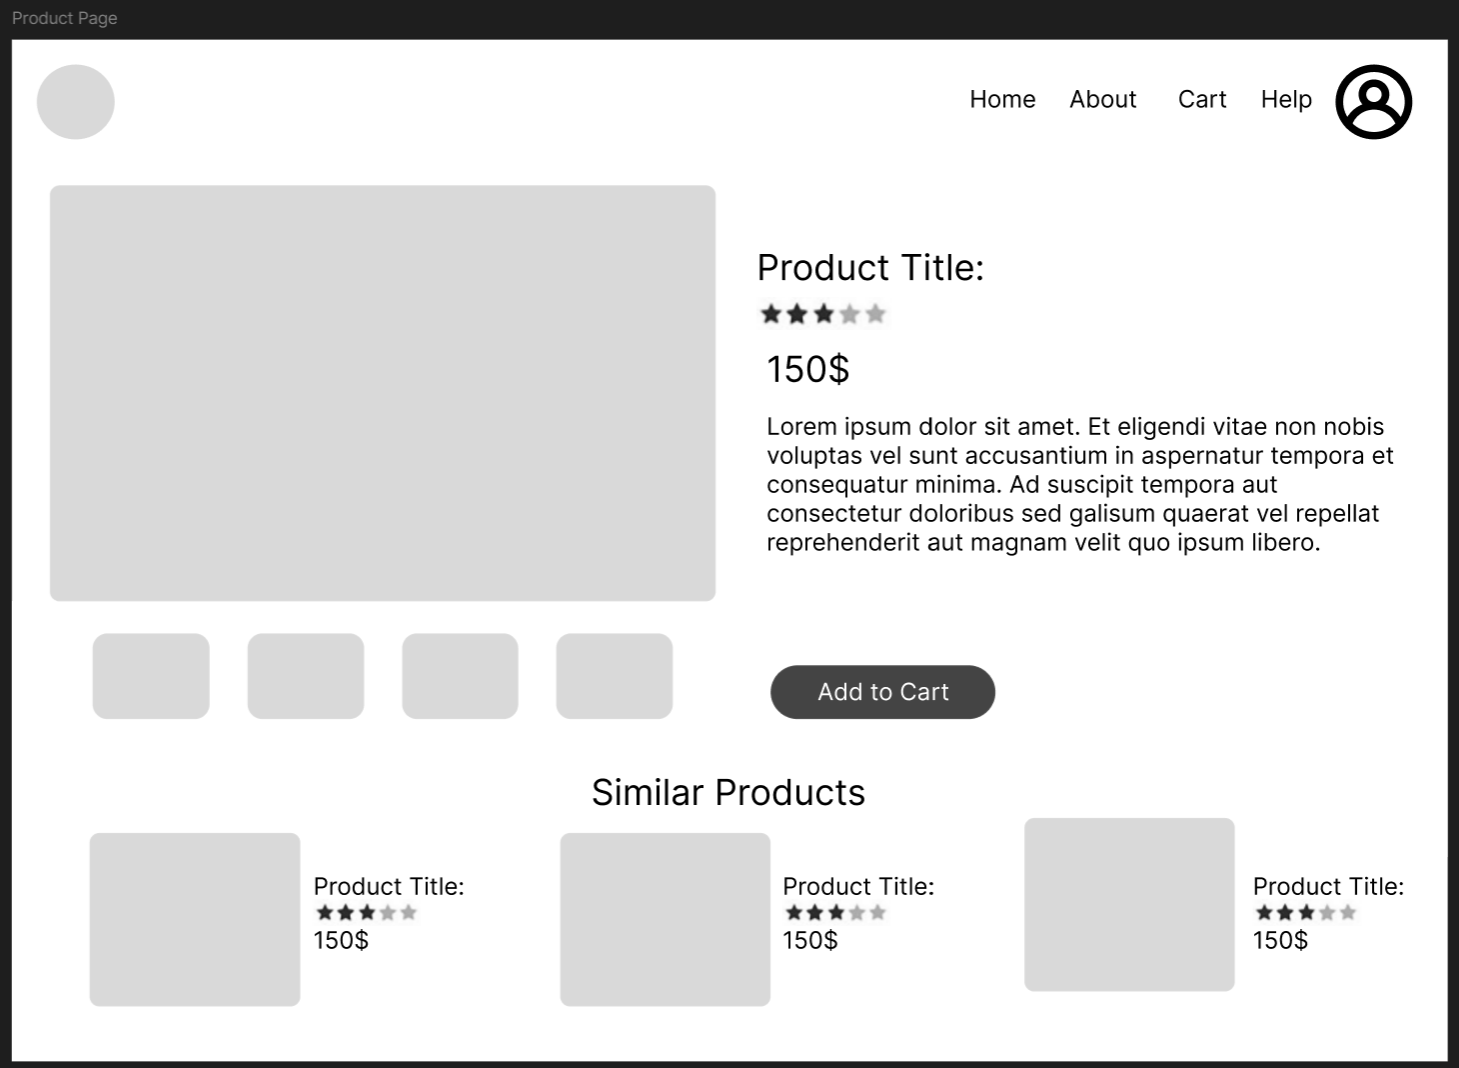 Product Page
Home About Cart Help
Product Title:
150$
Lorem ipsum dolor sit amet. Et eligendi vitae non nobis
voluptas vel sunt accusantium in aspernatur tempora et
consequatur minima. Ad suscipit tempora aut
consectetur doloribus sed galisum quaerat vel repellat
reprehenderit aut magnam velit quo ipsum libero.
Add to Cart
Similar Products
Product Title:
150$
Product Title:
150$
Product Title:
150$